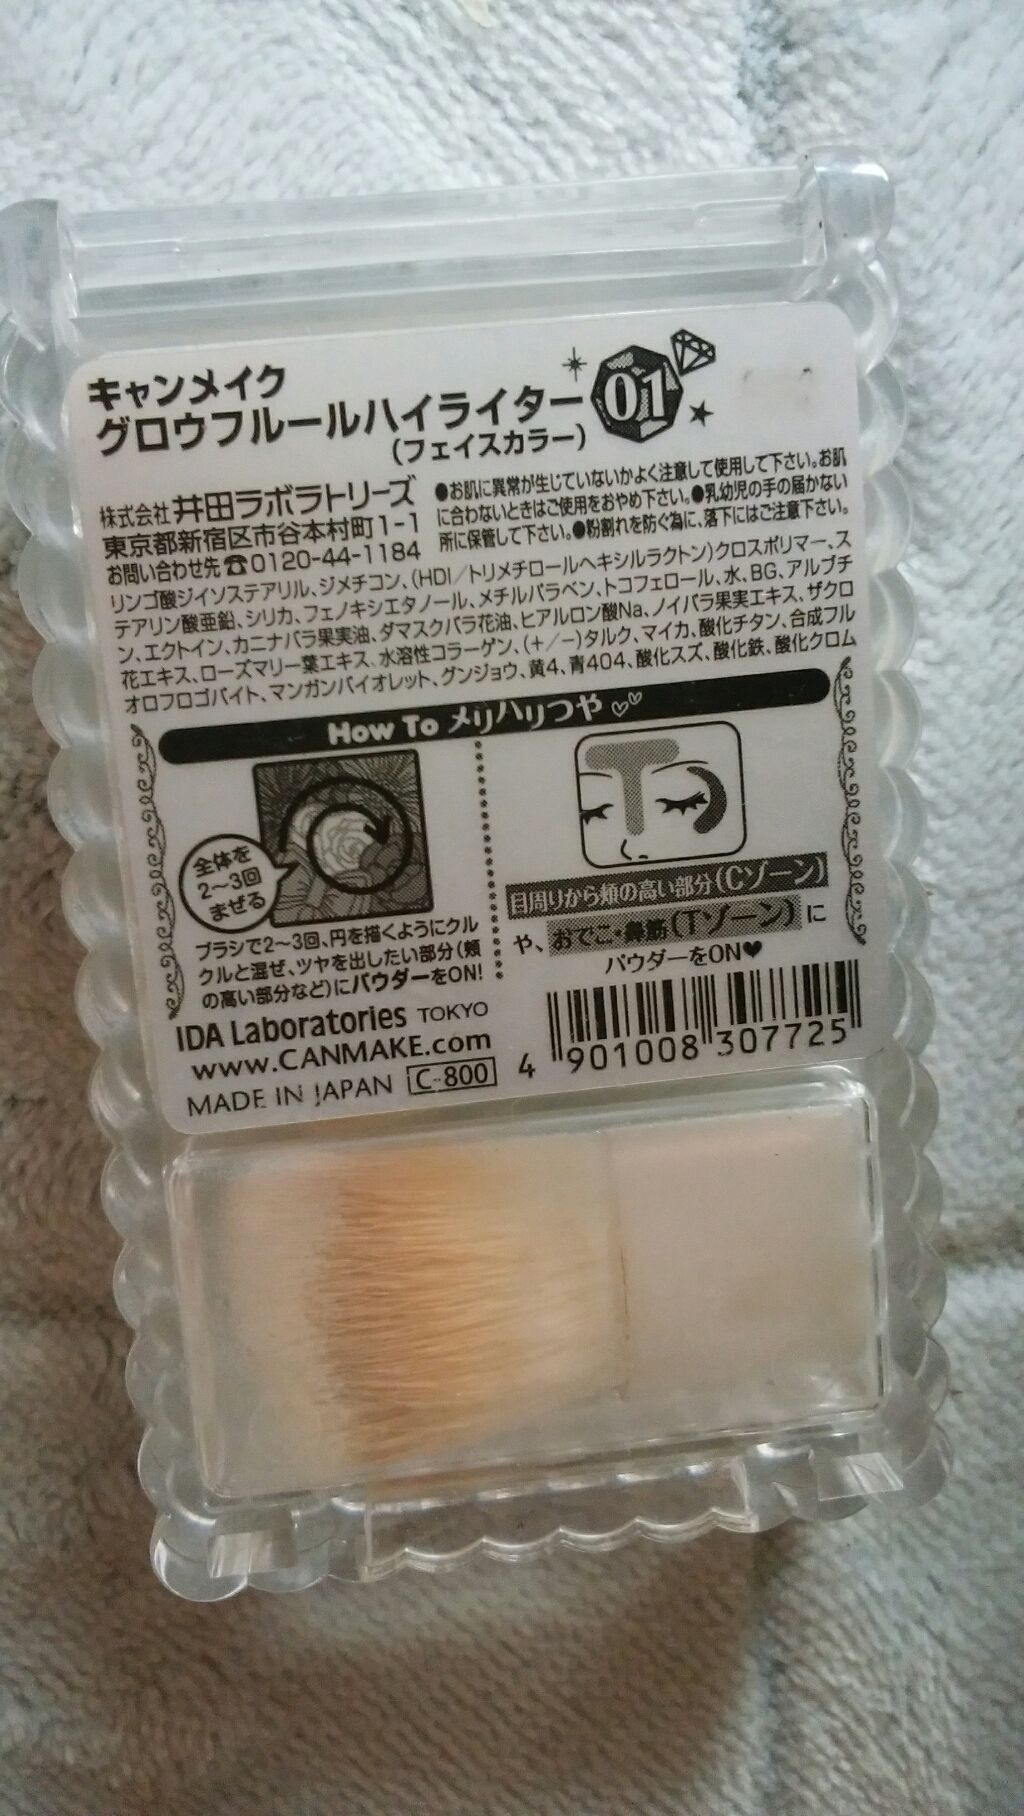 キャンメイク
グロウフルールハイライター
(フェイスカラー)
01
株式会社井田ラボラトリーズ
東京都新宿区市谷本村町1-1
お問い合わせ先☎0120-44-1184
●お肌に異常が生じていないかよく注意して使用して下さい。お肌
に合わないときはご使用をおやめ下さい。●乳幼児の手の届かない
所に保管して下さい。●粉割れを防ぐ為に、落下にはご注意下さい。
リンゴ酸ジイソステアリル、ジメチコン、(HDI/トリメチロールヘキシルラクトン)クロスポリマー、ス
テアリン酸亜鉛、シリカ、フェノキシエタノール、メチルパラベン、トコフェロール、水、BG、アルブチ
ン、エクトイン、カニナバラ果実油、ダマスクバラ花油、ヒアルロン酸Na、ノイバラ果実エキス、ザクロ
花エキス、ローズマリー葉エキス、水溶性コラーゲン、(+/−)タルク、マイカ、酸化チタン、合成フル
オロフロゴパイト、マンガンバイオレット、グンジョウ、黄4、青404、酸化スズ、酸化鉄、酸化クロム
How To メリハリつや♡♡
全体を
2〜3回
まぜる
ブラシで2〜3回、円を描くようにクル
クルと混ぜ、ツヤを出したい部分(頬
の高い部分など)にパウダーをON!
T
目周りから頬の高い部分(Cゾーン)
や、おでこ・鼻筋(Tゾーン)に
パウダーをON♥
IDA Laboratories TOKYO
www.CANMAKE.com
MADE IN JAPAN C-800
4 901008 307725